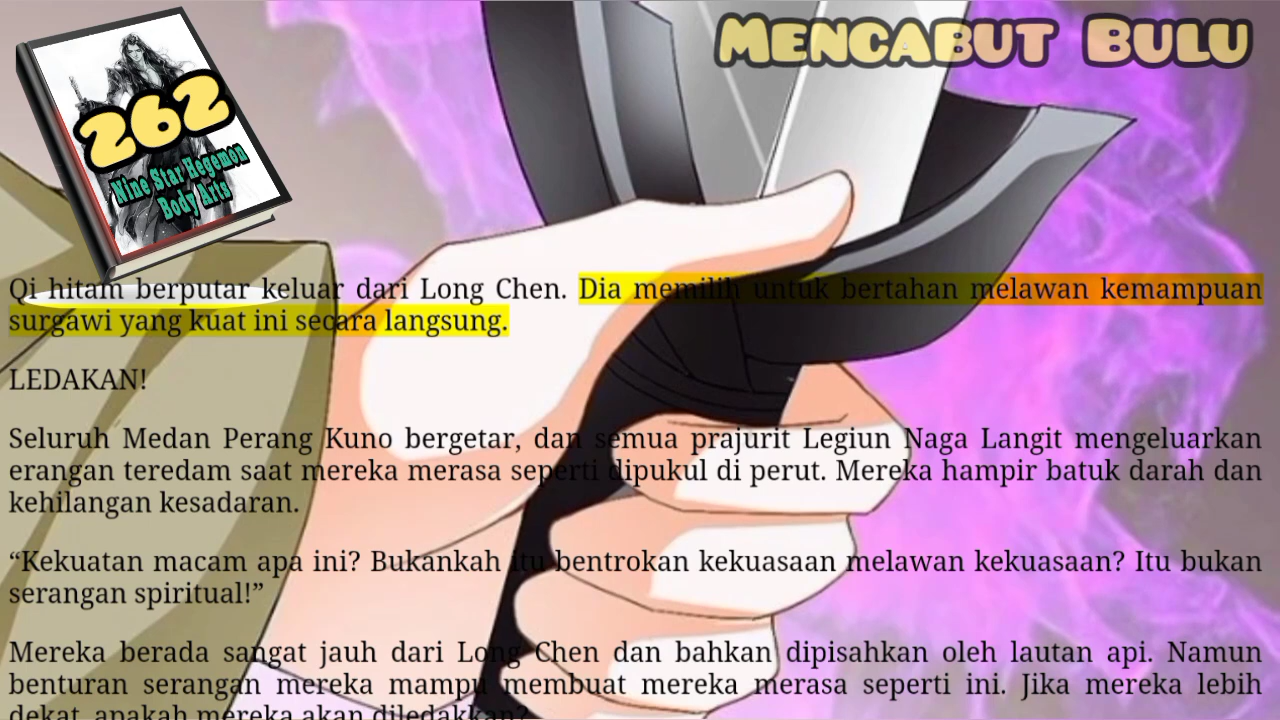 Mencabut Bulu
262
Nine Star Hegemon
Body Arts
Qi hitam berputar keluar dari Long Chen. Dia memilih untuk bertahan melawan kemampuan
surgawi yang kuat ini secara langsung.
LEDAKAN!
Seluruh Medan Perang Kuno bergetar, dan semua prajurit Legiun Naga Langit mengeluarkan
erangan teredam saat mereka merasa seperti dipukul di perut. Mereka hampir batuk darah dan
kehilangan kesadaran.
“Kekuatan macam apa ini? Bukankah itu bentrokan kekuasaan melawan kekuasaan? Itu bukan
serangan spiritual!”
Mereka berada sangat jauh dari Long Chen dan bahkan dipisahkan oleh lautan api. Namun
benturan serangan mereka mampu membuat mereka merasa seperti ini. Jika mereka lebih
dekat, apakah mereka akan diledakkan?